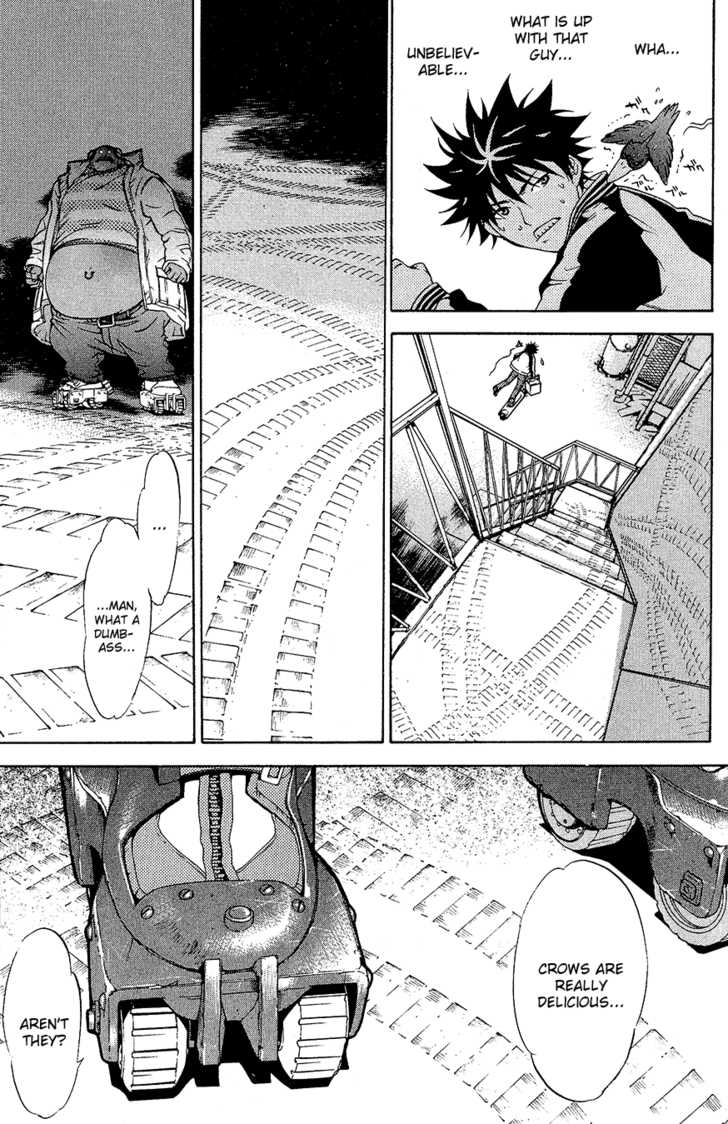 WHA...
WHAT IS UP
WITH THAT
GUY...
UNBELIEV-
ABLE...
...
...MAN,
WHAT A
DUMB-
ASS...
CROWS ARE
REALLY
DELICIOUS...
AREN'T
THEY?